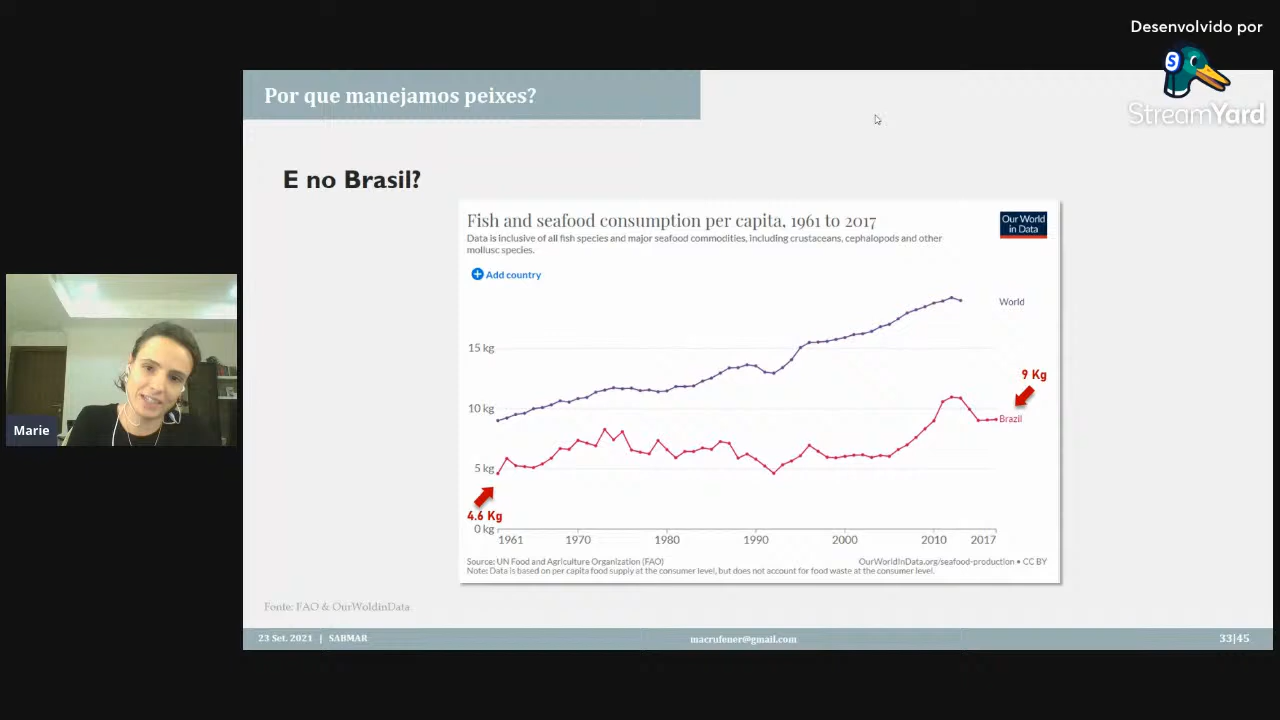 Desenvolvido por
S
StreamYard
Por que manejamos peixes?
E no Brasil?
Fish and seafood consumption per capita, 1961 to 2017
Data is inclusive of all fish species and major seafood commodities, including crustaceans, cephalopods and other
mollusc species.
Our World
in Data
Add country
World
15 kg
9 Kg
10 kg
Brazil
5 kg
4.6 Kg
0 kg
1961 1970 1980 1990 2000 2010 2017
Source: UN Food and Agriculture Organization (FAO)
OurWorldInData.org/seafood-production • CC BY
Note: Data is based on per capita food supply at the consumer level, but does not account for food waste at the consumer level.
Marie
Fonte: FAO & OurWoldinData
23 Set. 2021 | SABMAR
macrufener@gmail.com
33|45